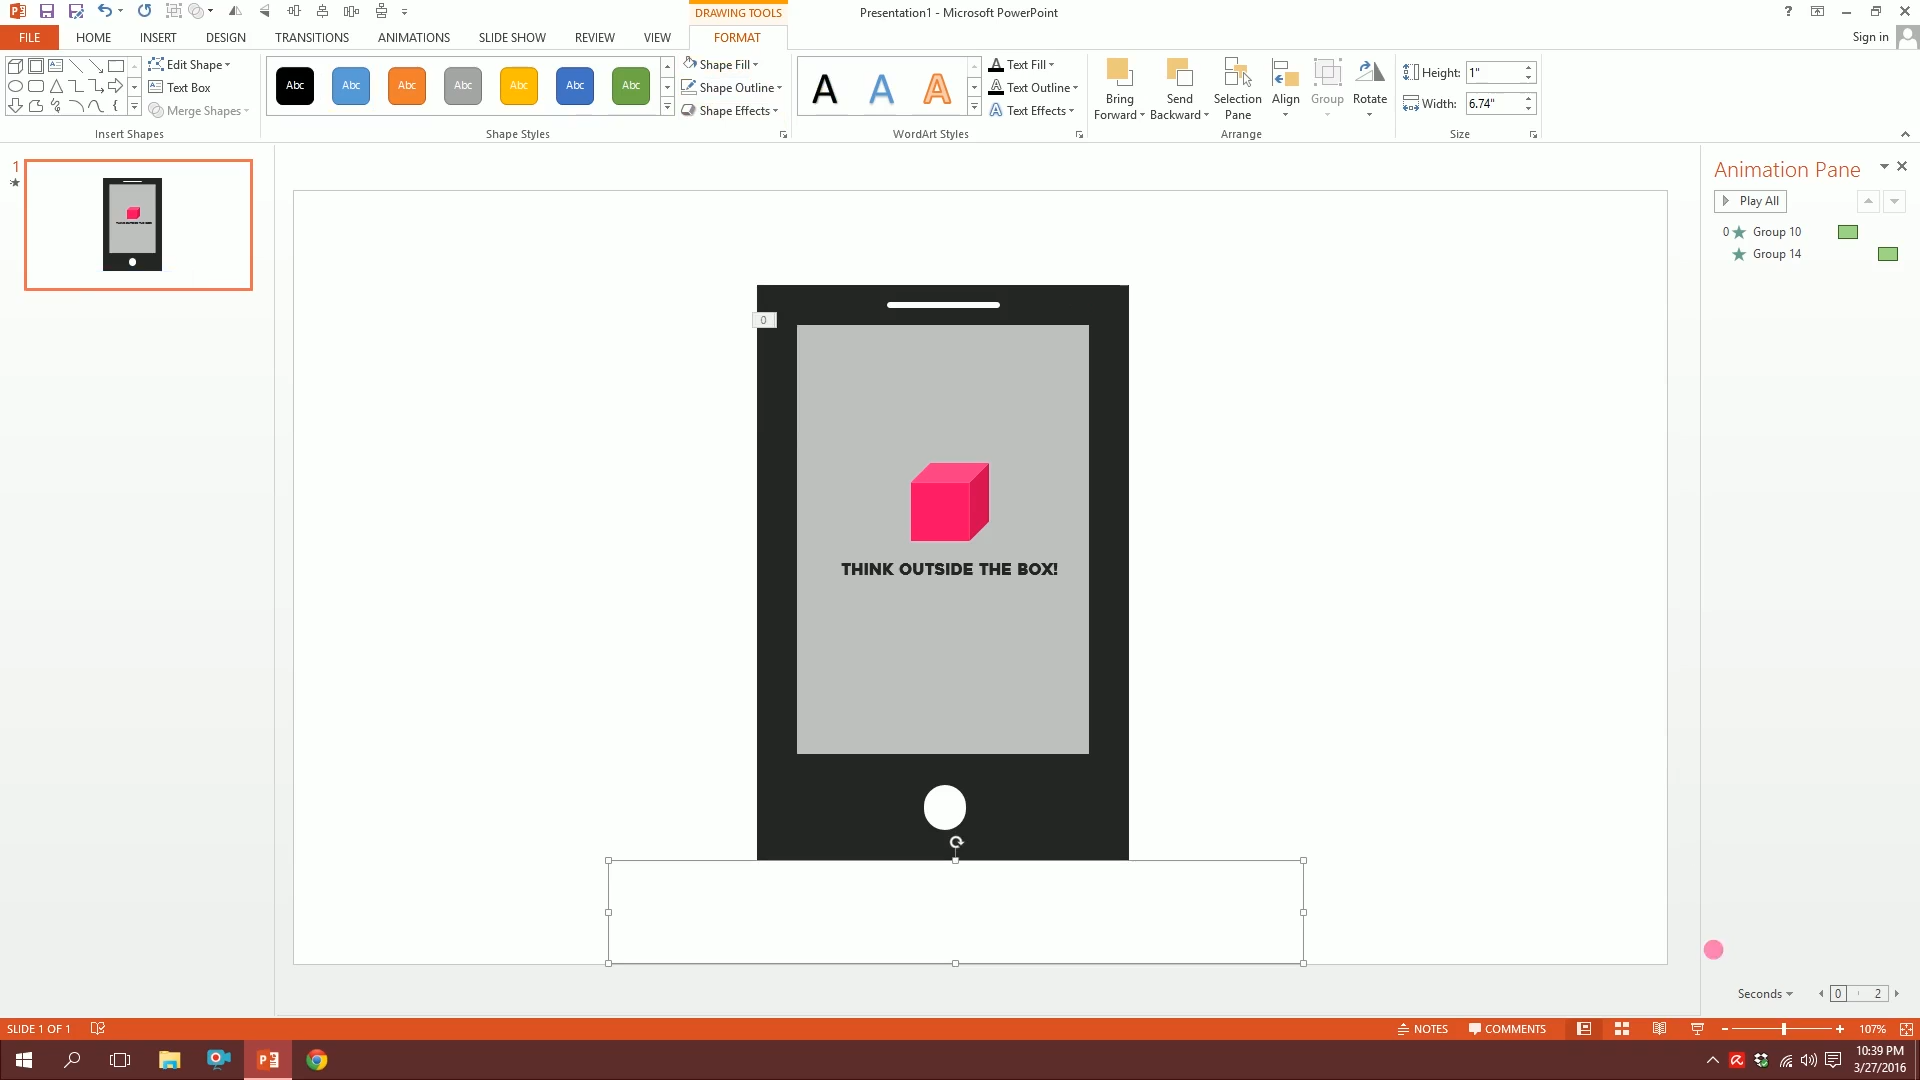 DRAWING TOOLS
Presentation1 - Microsoft PowerPoint
?
FILE HOME INSERT DESIGN TRANSITIONS ANIMATIONS SLIDE SHOW REVIEW VIEW FORMAT
Sign in
Edit Shape
Text Box
Merge Shapes
Insert Shapes
Abc Abc Abc Abc Abc Abc Abc
Shape Fill
Shape Outline
Shape Effects
Shape Styles
A A A
Text Fill
Text Outline
Text Effects
WordArt Styles
Bring Forward
Send Backward
Selection Pane
Align
Group
Rotate
Arrange
Height: 1"
Width: 6.74"
Size
1
0
THINK OUTSIDE THE BOX!
Animation Pane
Play All
0 Group 10
Group 14
Seconds 0 2
SLIDE 1 OF 1
NOTES
COMMENTS
107%
10:39 PM
3/27/2016